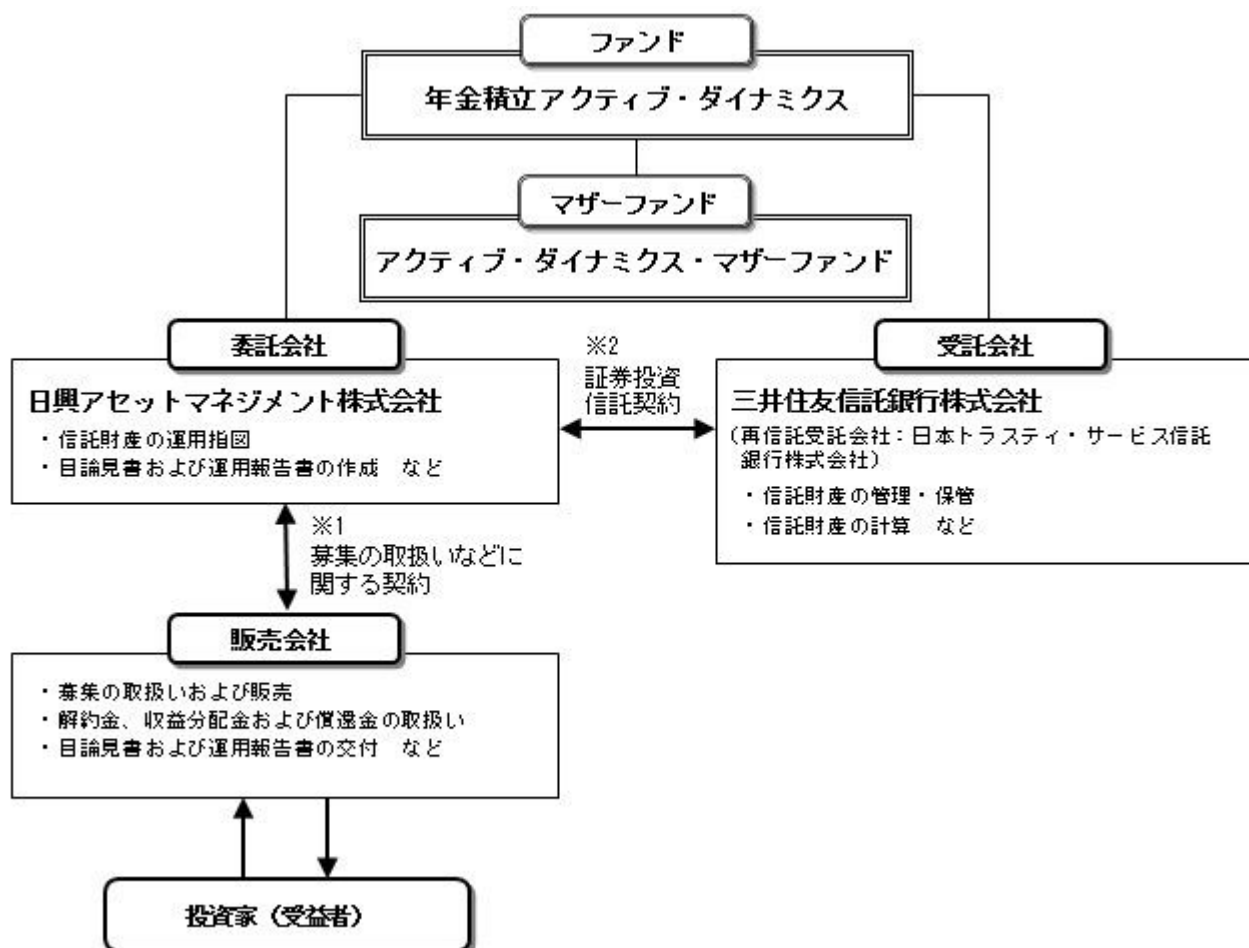 ファンド
年金積立アクティブ・ダイナミクス
マザーファンド
アクティブ・ダイナミクス・マザーファンド
委託会社
日興アセットマネジメント株式会社
・信託財産の運用指図
・目論見書および運用報告書の作成 など
※2
証券投資
信託契約
受託会社
三井住友信託銀行株式会社
(再信託受託会社：日本トラスティ・サービス信託
銀行株式会社)
・信託財産の管理・保管
・信託財産の計算 など
※1
募集の取扱いなどに
関する契約
販売会社
・募集の取扱いおよび販売
・解約金、収益分配金および償還金の取扱い
・目論見書および運用報告書の交付 など
投資家（受益者）